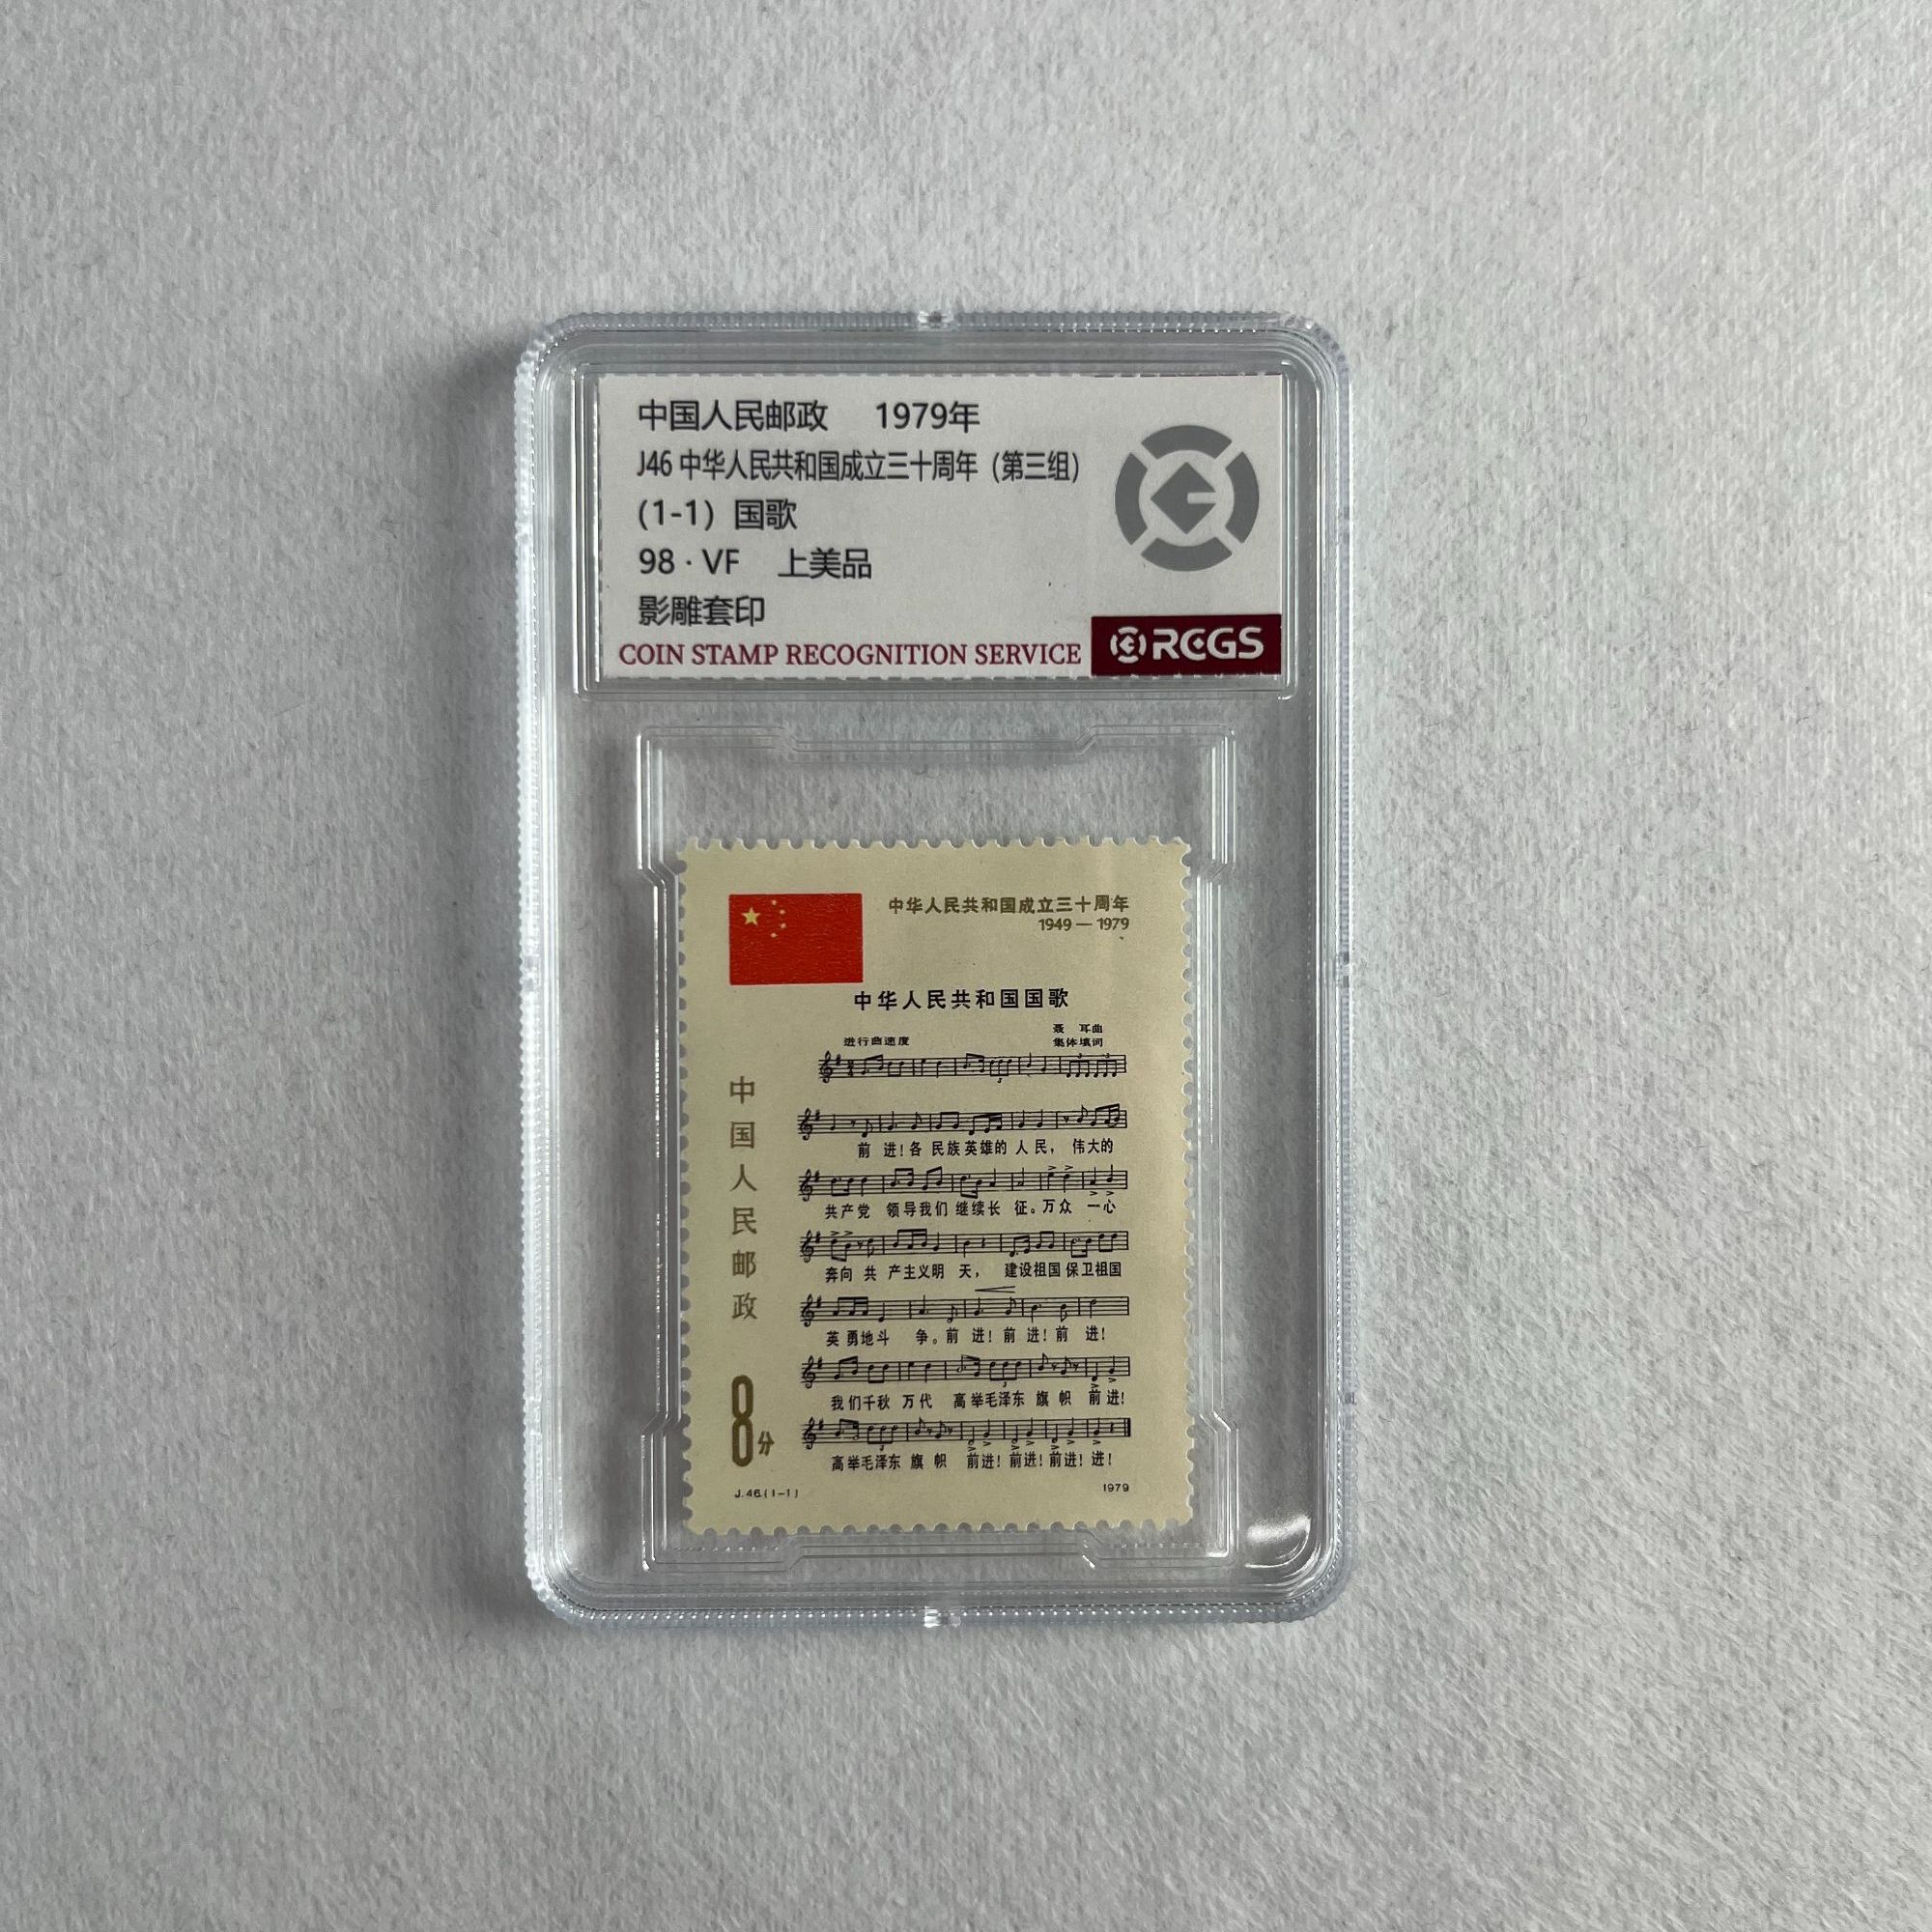 中国人民邮政 1979年
J46 中华人民共和国成立三十周年（第三组）
（1-1）国歌
98·VF 上美品
影雕套印
COIN STAMP RECOGNITION SERVICE
RCGS
中华人民共和国成立三十周年
1949—1979
中华人民共和国国歌
聂 耳曲
进行曲速度 集体填词
前 进！各 民族 英雄的 人 民， 伟大的
共产党 领导我们 继续长 征。万众 一心
奔向 共 产主义明 天， 建设祖国 保卫祖国
英 勇地斗 争。前 进！前 进！前 进！
我们千秋 万代 高举毛泽东 旗 帜 前进！
高举毛泽东 旗 帜 前进！前进！前进！进！
中国人民邮政
8分
J.46.(1-1) 1979